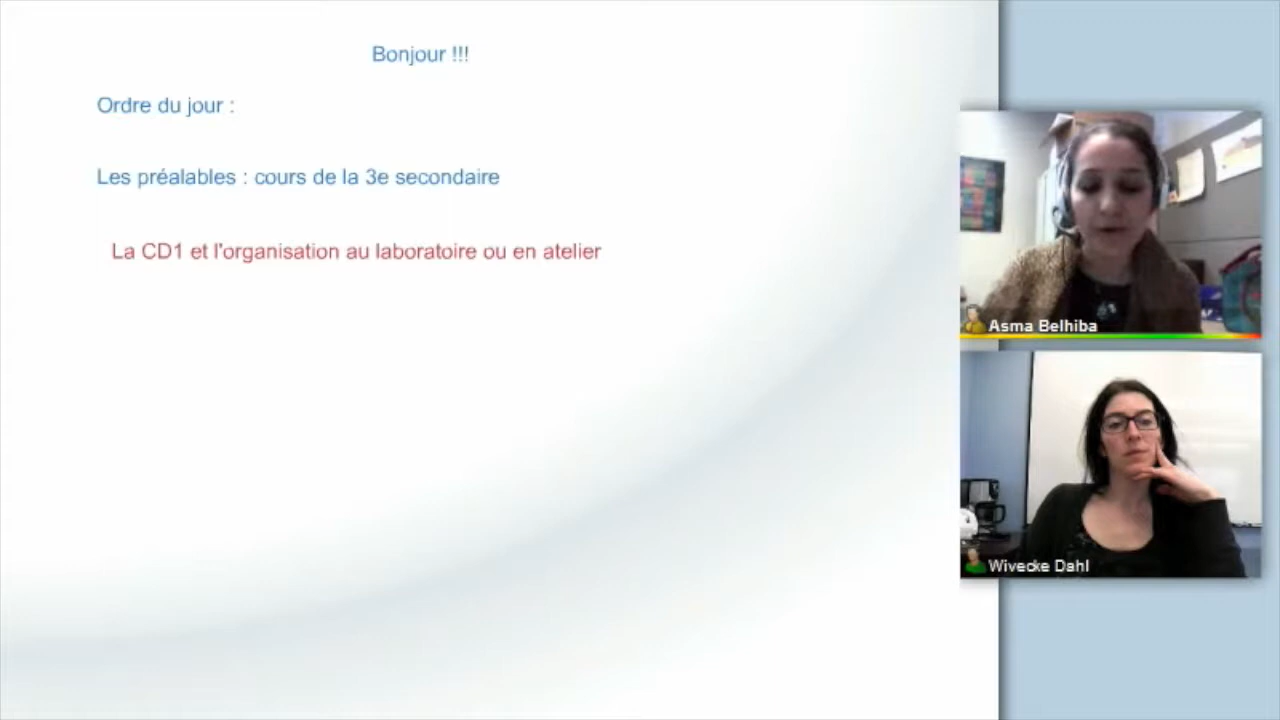 Bonjour !!!
Ordre du jour :
Les préalables : cours de la 3e secondaire
La CD1 et l'organisation au laboratoire ou en atelier
Asma Belhiba
Wivecke Dahl